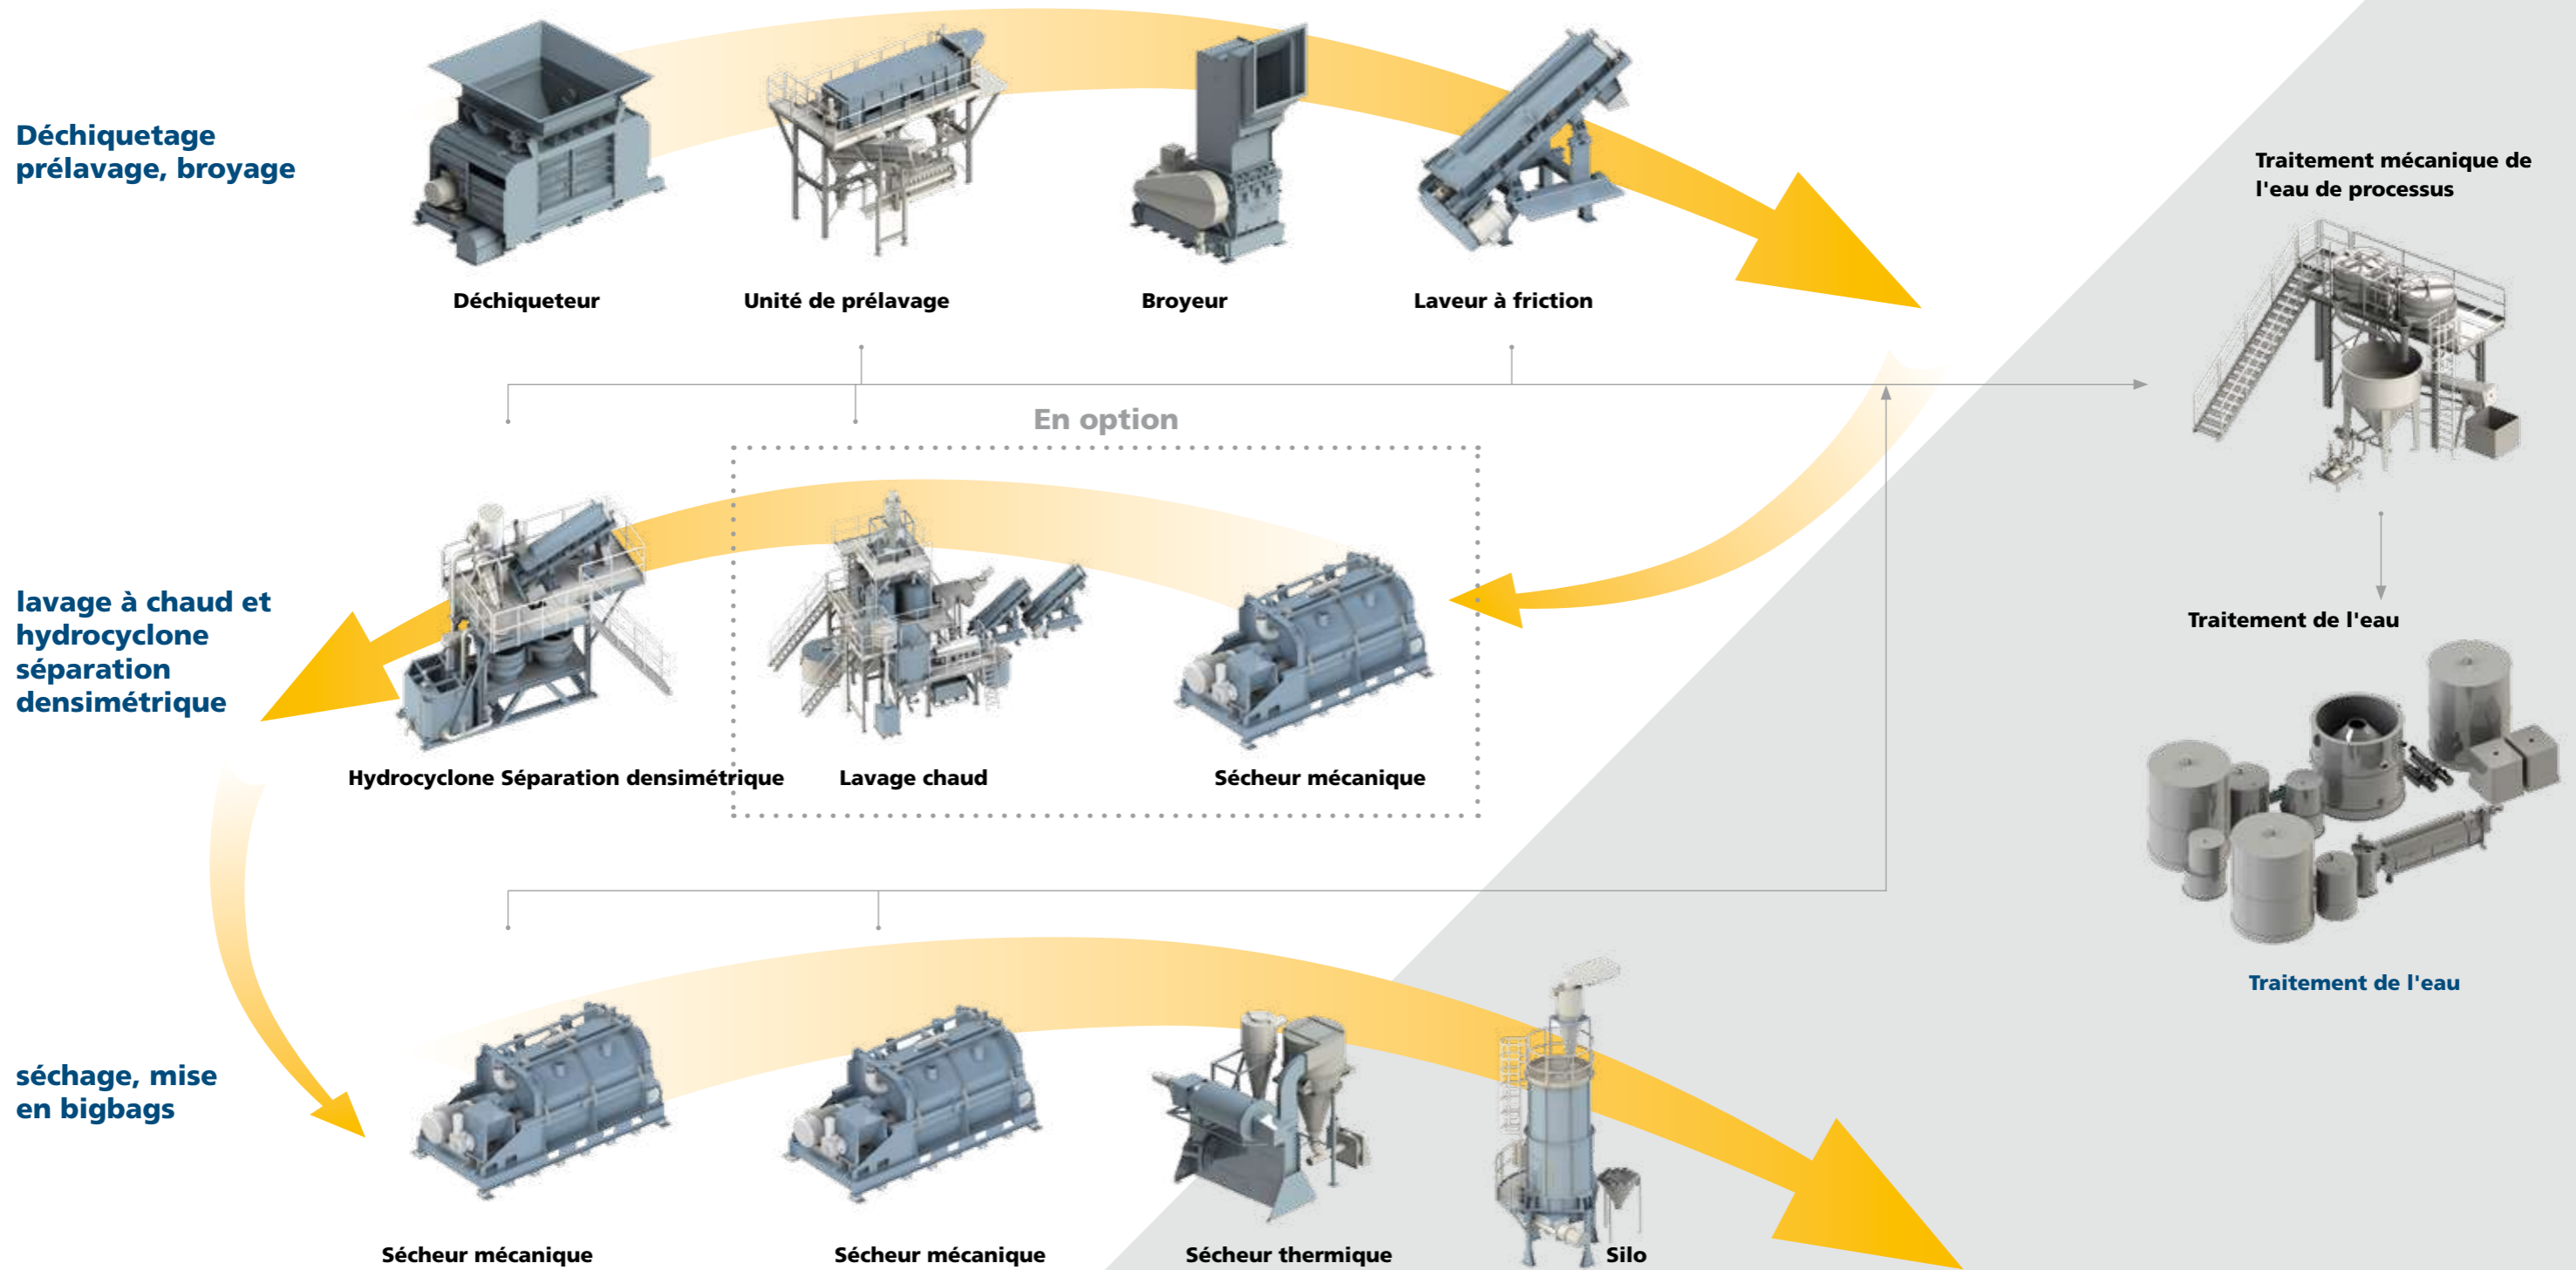 Déchiquetage
prélavage, broyage
Déchiqueteur
Unité de prélavage
Broyeur
Laveur à friction
Traitement mécanique de
l'eau de processus
En option
lavage à chaud et
hydrocyclone
séparation
densimétrique
Hydrocyclone Séparation densimétrique
Lavage chaud
Sécheur mécanique
Traitement de l'eau
Traitement de l'eau
séchage, mise
en bigbags
Sécheur mécanique
Sécheur mécanique
Sécheur thermique
Silo